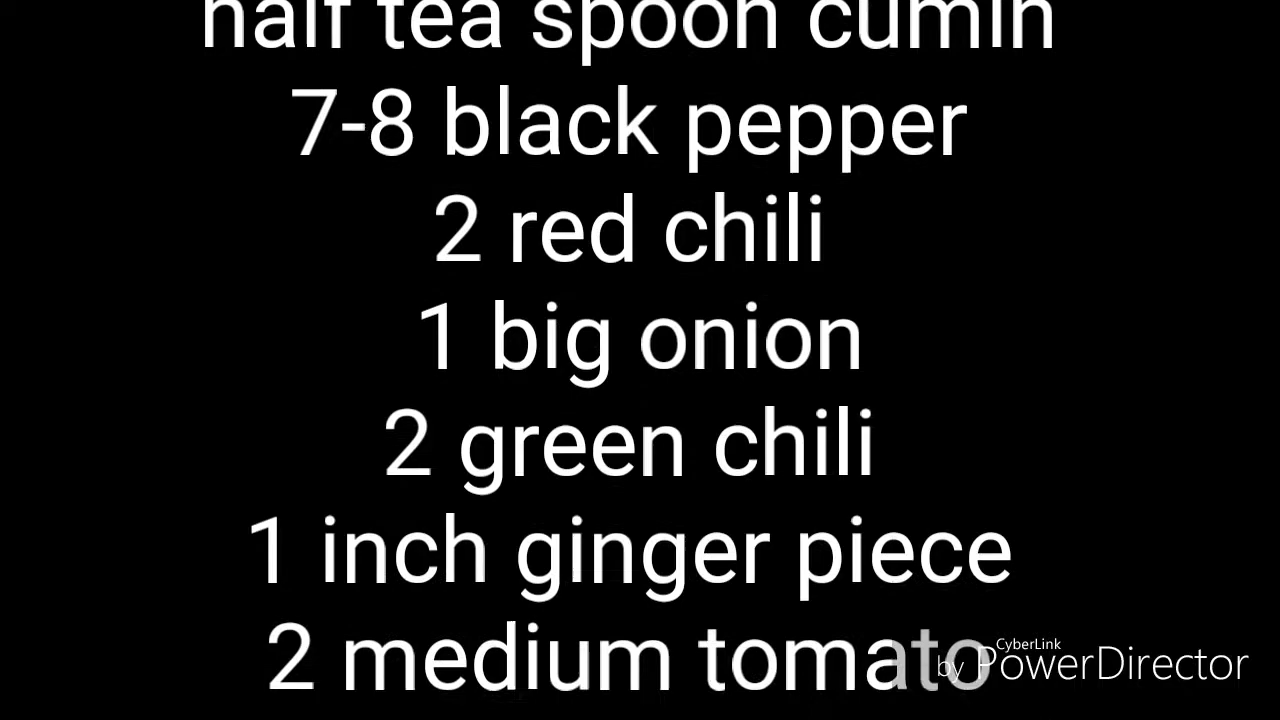 half tea spoon cumin
7-8 black pepper
2 red chili
1 big onion
2 green chili
1 inch ginger piece
2 medium tomato
CyberLink
by PowerDirector